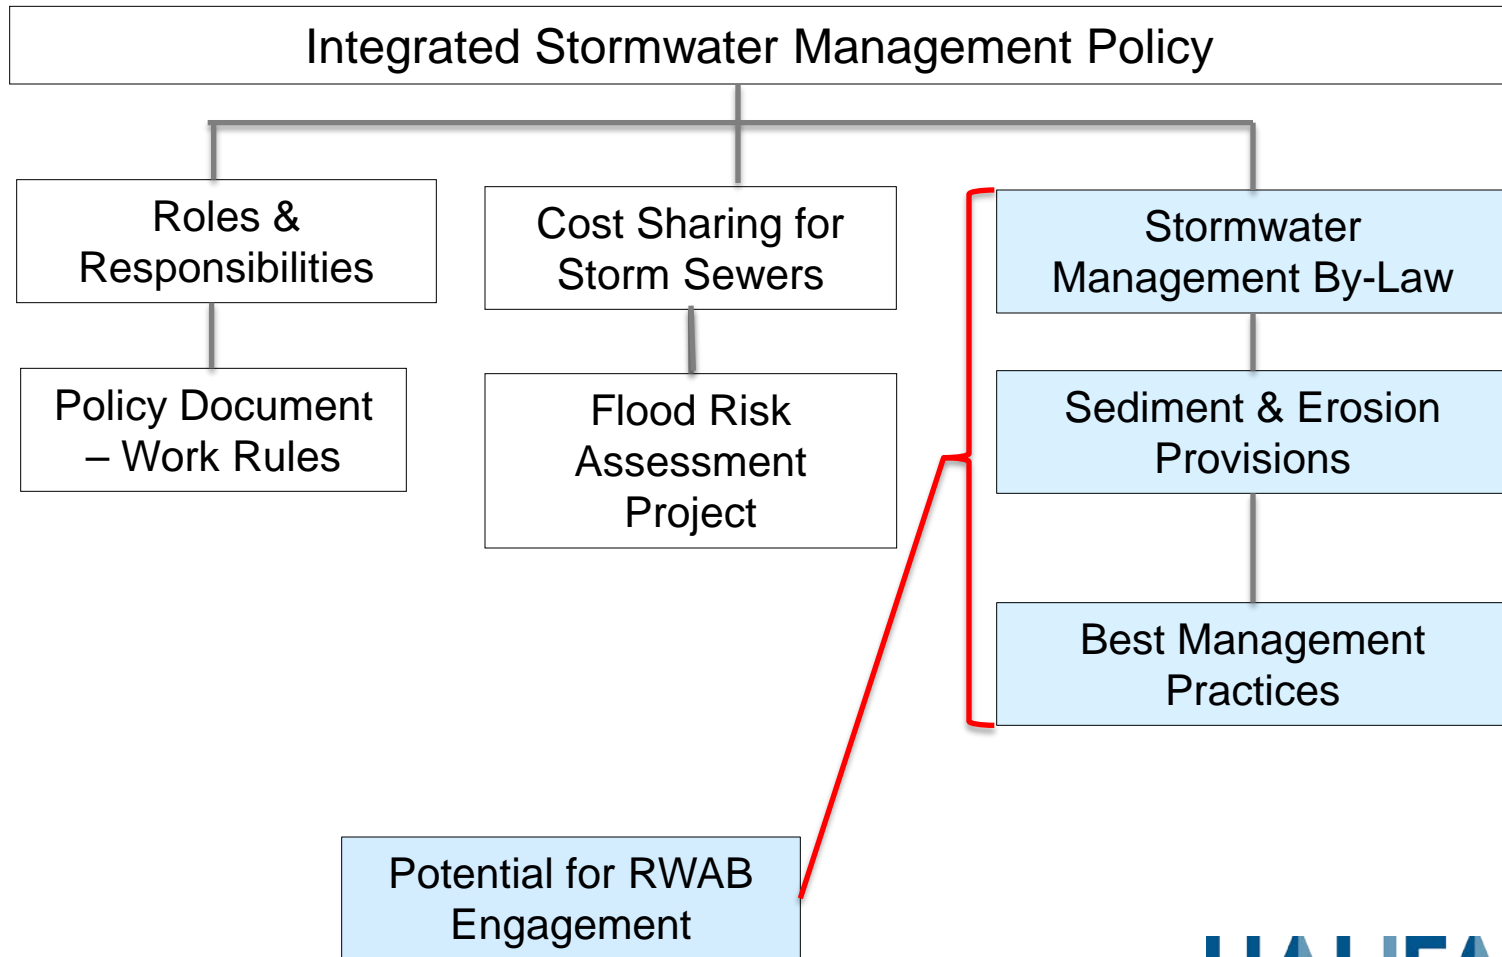 Integrated Stormwater Management Policy
Roles &
Responsibilities
Cost Sharing for
Storm Sewers
Stormwater
Management By-Law
Policy Document
– Work Rules
Flood Risk
Assessment
Project
Sediment & Erosion
Provisions
Best Management
Practices
Potential for RWAB
Engagement